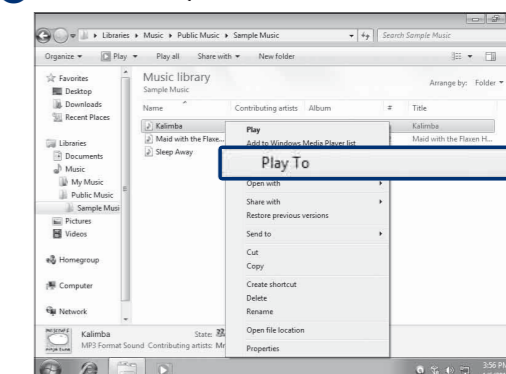 Libraries ▸ Music ▸ Public Music ▸ Sample Music
Search Sample Music
Organize Play Play all Share with New folder
Favorites
Desktop
Downloads
Recent Places
Libraries
Documents
Music
My Music
Public Music
Sample Musi
Pictures
Videos
Homegroup
Computer
Network
Music library
Sample Music
Arrange by: Folder
Name Contributing artists Album # Title
Kalimba Kalimba
Maid with the Flaxe... Maid with the Flaxen H...
Sleep Away
Play
Add to Windows Media Player list
Play To
Open with
Share with
Restore previous versions
Send to
Cut
Copy
Create shortcut
Delete
Rename
Open file location
Properties
Kalimba State:
MP3 Format Sound Contributing artists: Mr
3:56 PM